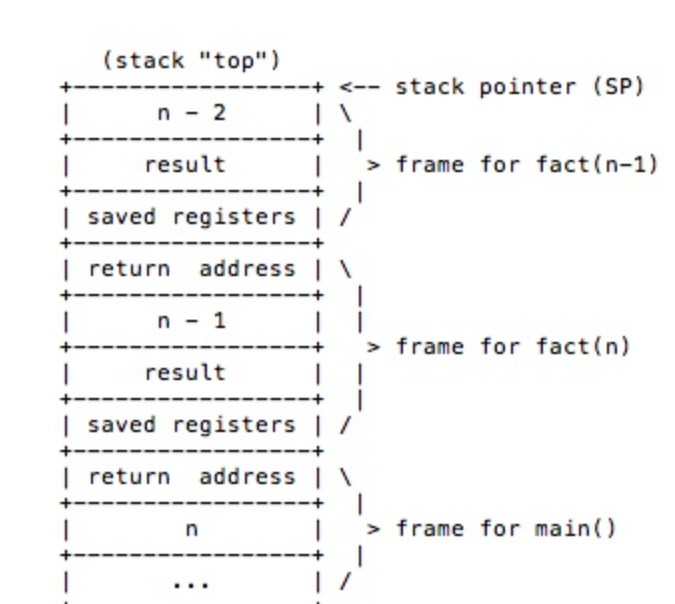 (stack "top")
+-----------------+ <-- stack pointer (SP)
|      n - 2      | \
+-----------------+  |
|     result      |   > frame for fact(n-1)
+-----------------+  |
| saved registers | /
+-----------------+
| return  address | \
+-----------------+  |
|      n - 1      |  |
+-----------------+   > frame for fact(n)
|     result      |  |
+-----------------+  |
| saved registers | /
+-----------------+
| return  address | \
+-----------------+  |
|        n        |   > frame for main()
+-----------------+  |
|       ...       | /